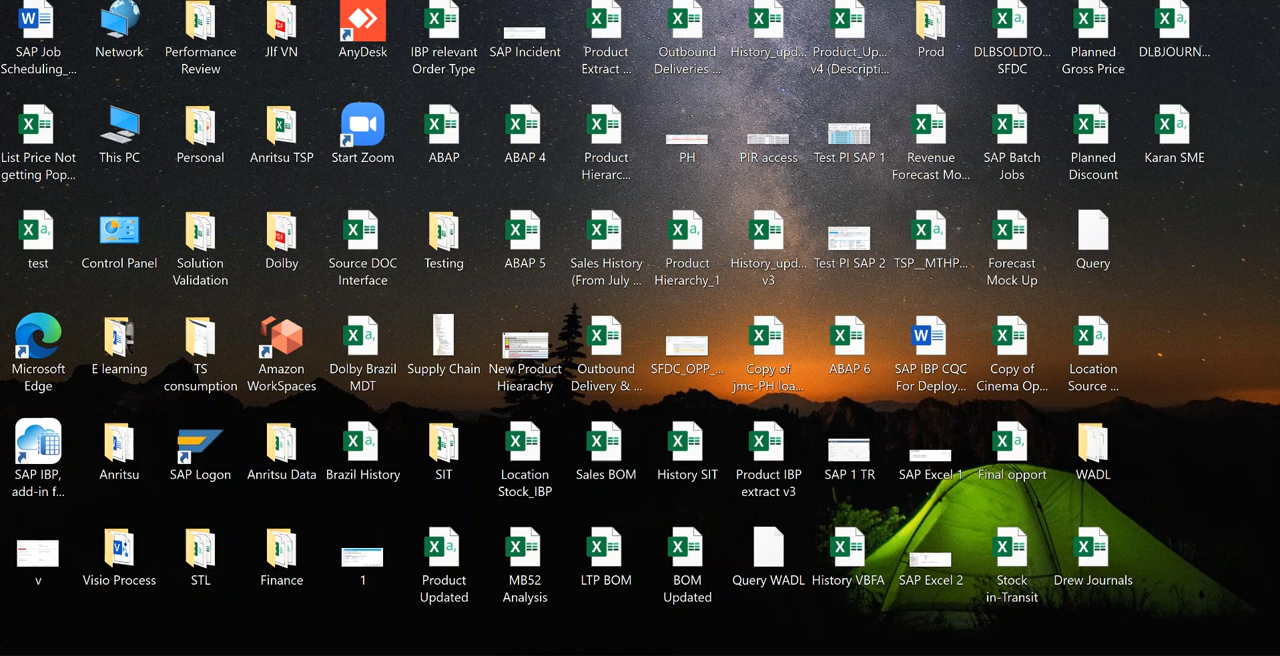 SAP Job
Scheduling_...
Network
Performance
Review
Jlf VN
AnyDesk
IBP relevant
Order Type
SAP Incident
Product
Extract ...
Outbound
Deliveries ...
History_upd...
Product_Up...
v4 (Descripti...
Prod
DLBSOLDTO...
SFDC
Planned
Gross Price
DLBJOURN...
List Price Not
getting Pop...
This PC
Personal
Anritsu TSP
Start Zoom
ABAP
ABAP 4
Product
Hierarc...
PH
PIR access
Test PI SAP 1
Revenue
Forecast Mo...
SAP Batch
Jobs
Planned
Discount
Karan SME
test
Control Panel
Solution
Validation
Dolby
Source DOC
Interface
Testing
ABAP 5
Sales History
(From July ...
Product
Hierarchy_1
History_upd...
v3
Test PI SAP 2
TSP__MTHP...
Forecast
Mock Up
Query
Microsoft
Edge
E learning
TS
consumption
Amazon
WorkSpaces
Dolby Brazil
MDT
Supply Chain
New Product
Hiearachy
Outbound
Delivery & ...
SFDC_OPP_...
Copy of
jmc-PH loa...
ABAP 6
SAP IBP CQC
For Deploy...
Copy of
Cinema Op...
Location
Source ...
SAP IBP,
add-in f...
Anritsu
SAP Logon
Anritsu Data
Brazil History
SIT
Location
Stock_IBP
Sales BOM
History SIT
Product IBP
extract v3
SAP 1 TR
SAP Excel 1
Final opport
WADL
v
Visio Process
STL
Finance
1
Product
Updated
MB52
Analysis
LTP BOM
BOM
Updated
Query WADL
History VBFA
SAP Excel 2
Stock
in-Transit
Drew Journals